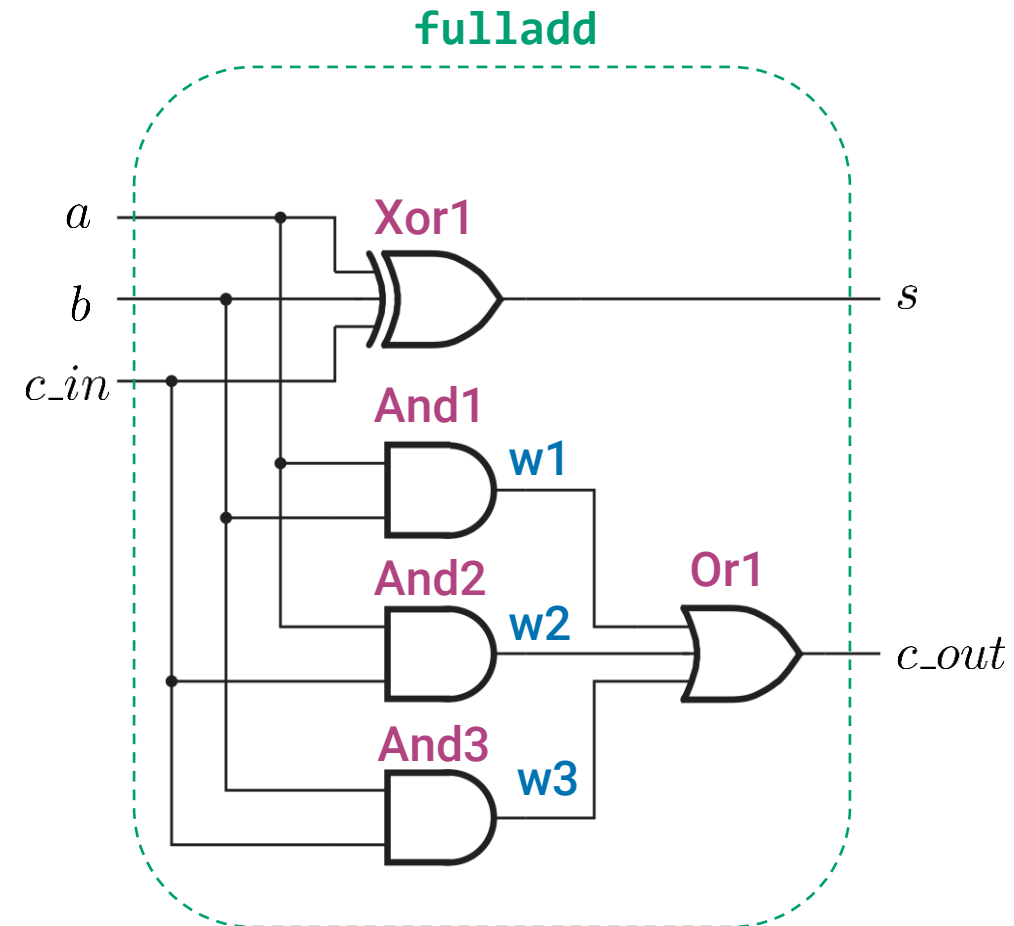 fulladd
a
Xor1
b
s
c_in
And1
w1
And2
w2
Or1
c_out
And3
w3